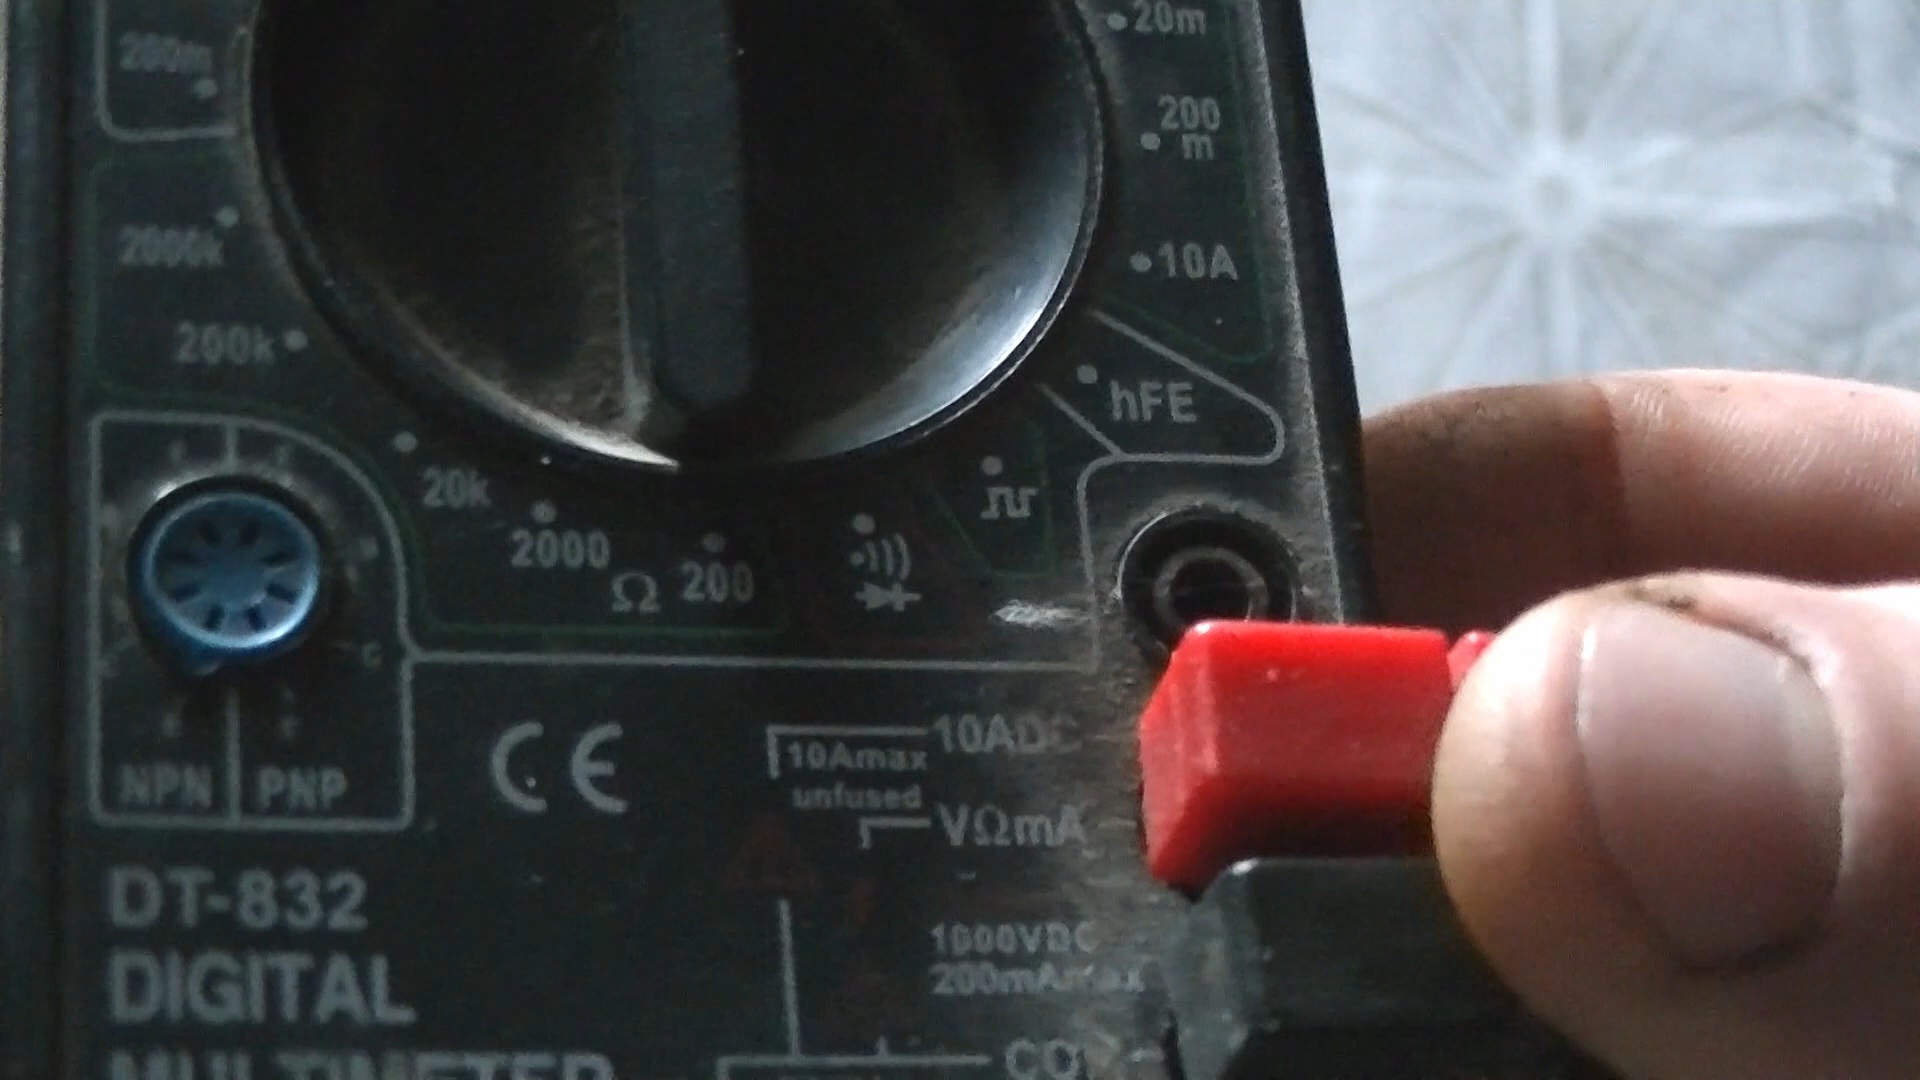 20m
200m
200
m
2000k
10A
200k
hFE
20k
2000
Ω
200
10ADC
10Amax
unfused
VΩmA
NPN
PNP
CE
DT-832
1000VDC
200mAmax
DIGITAL
MULTIMETER